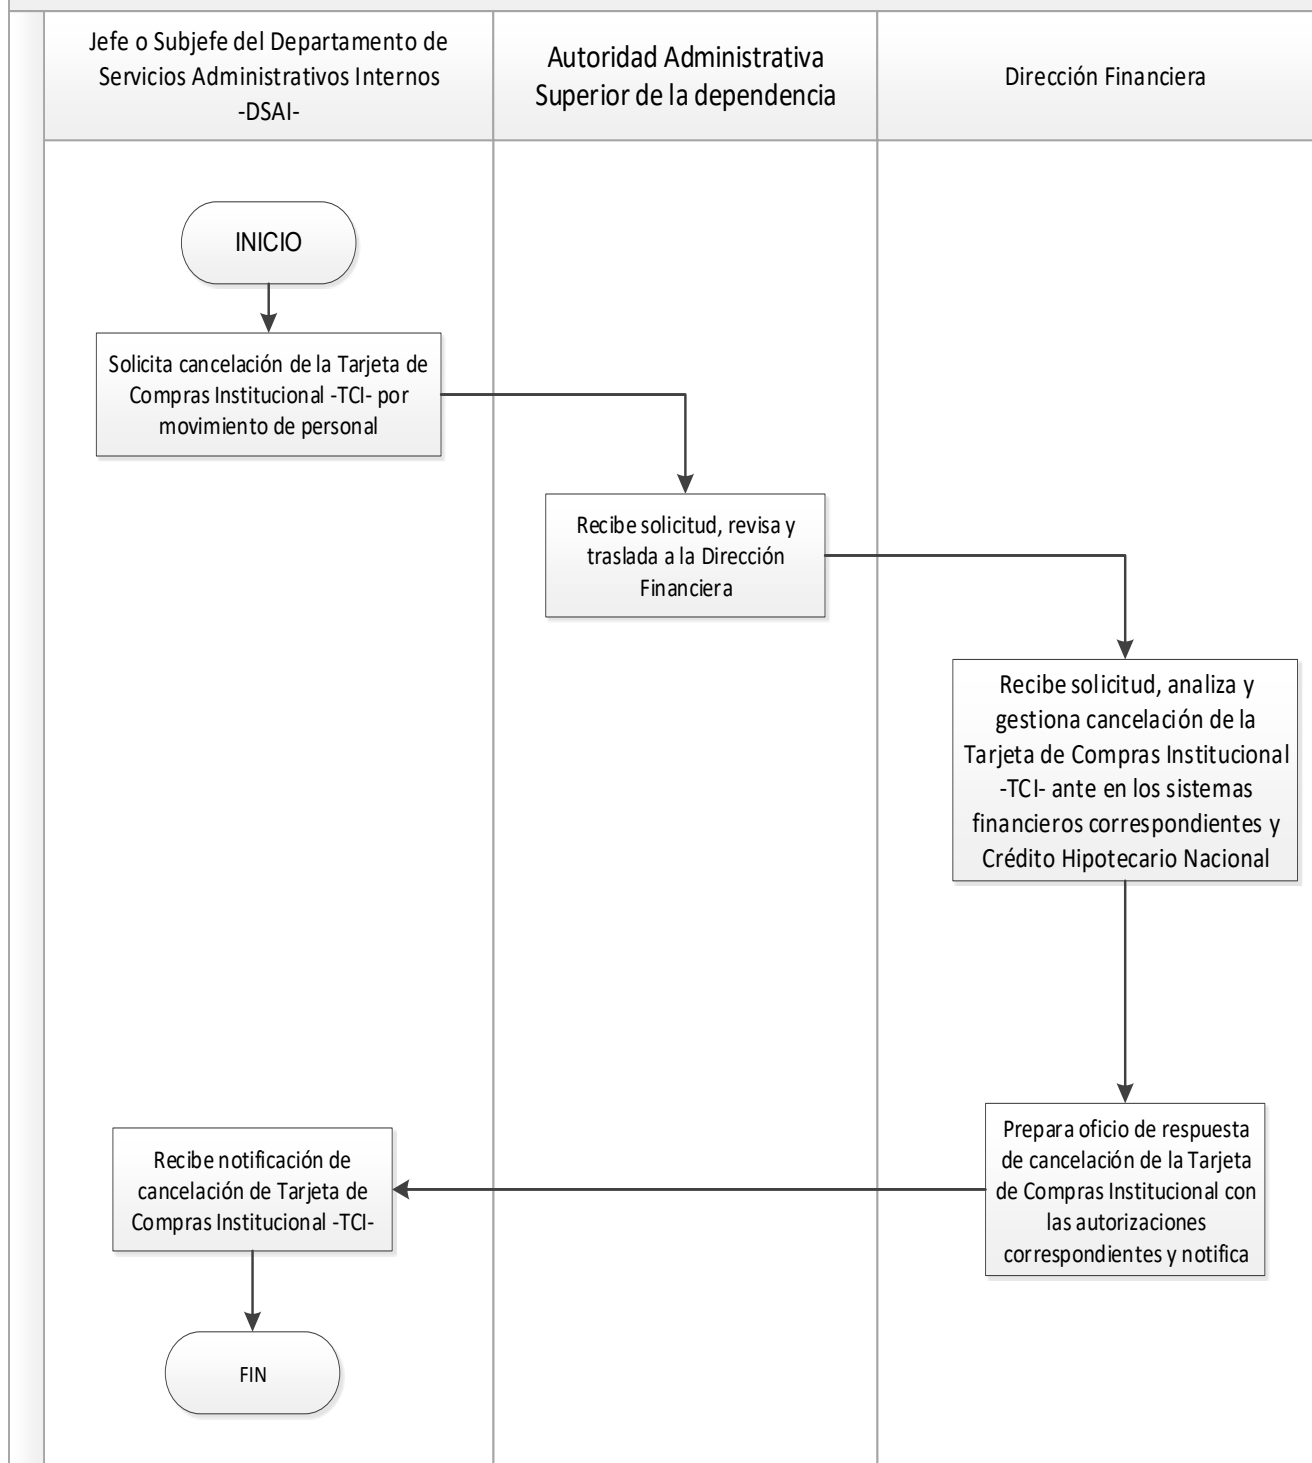 Jefe o Subjefe del Departamento de
Servicios Administrativos Internos
-DSAI-
Autoridad Administrativa
Superior de la dependencia
Dirección Financiera
INICIO
Solicita cancelación de la Tarjeta de
Compras Institucional -TCI- por
movimiento de personal
Recibe solicitud, revisa y
traslada a la Dirección
Financiera
Recibe solicitud, analiza y
gestiona cancelación de la
Tarjeta de Compras Institucional
-TCI- ante en los sistemas
financieros correspondientes y
Crédito Hipotecario Nacional
Prepara oficio de respuesta
de cancelación de la Tarjeta
de Compras Institucional con
las autorizaciones
correspondientes y notifica
Recibe notificación de
cancelación de Tarjeta de
Compras Institucional -TCI-
FIN